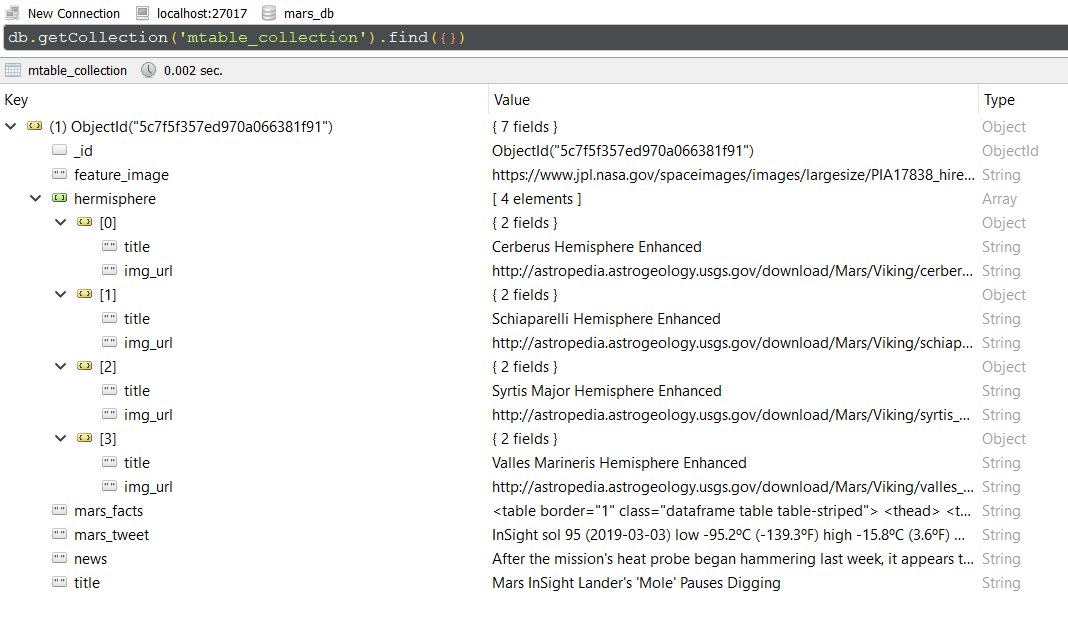 New Connection localhost:27017 mars_db
db.getCollection('mtable_collection').find({})
mtable_collection 0.002 sec.
Key Value Type
(1) ObjectId("5c7f5f357ed970a066381f91") { 7 fields } Object
_id ObjectId("5c7f5f357ed970a066381f91") ObjectId
feature_image https://www.jpl.nasa.gov/spaceimages/images/largesize/PIA17838_hire... String
hermisphere [ 4 elements ] Array
[0] { 2 fields } Object
title Cerberus Hemisphere Enhanced String
img_url http://astropedia.astrogeology.usgs.gov/download/Mars/Viking/cerber... String
[1] { 2 fields } Object
title Schiaparelli Hemisphere Enhanced String
img_url http://astropedia.astrogeology.usgs.gov/download/Mars/Viking/schiap... String
[2] { 2 fields } Object
title Syrtis Major Hemisphere Enhanced String
img_url http://astropedia.astrogeology.usgs.gov/download/Mars/Viking/syrtis_... String
[3] { 2 fields } Object
title Valles Marineris Hemisphere Enhanced String
img_url http://astropedia.astrogeology.usgs.gov/download/Mars/Viking/valles_... String
mars_facts <table border="1" class="dataframe table table-striped"> <thead> <t... String
mars_tweet InSight sol 95 (2019-03-03) low -95.2ºC (-139.3ºF) high -15.8ºC (3.6ºF) ... String
news After the mission's heat probe began hammering last week, it appears t... String
title Mars InSight Lander's 'Mole' Pauses Digging String